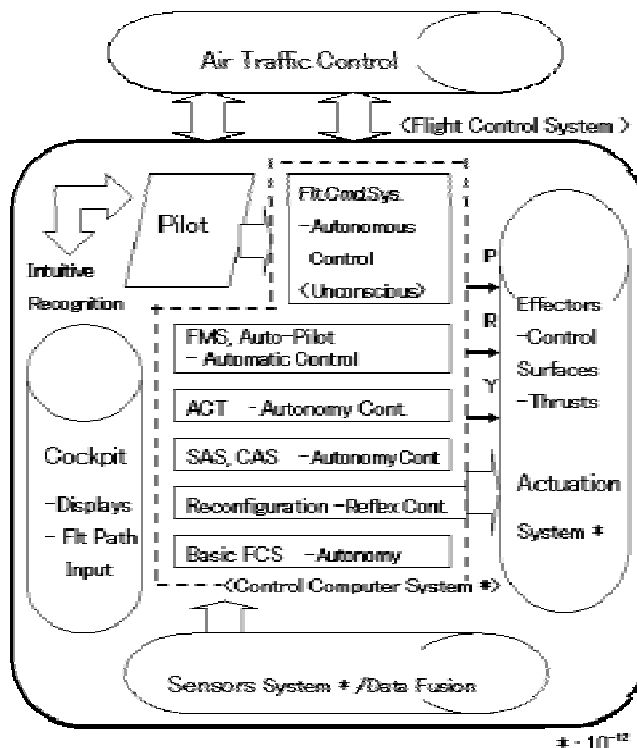 Air Traffic Control
<Flight Control System >
Pilot
Flt.Cmd.Sys.
-Autonomous
Control
(Unconscious)
Intuitive
Recognition
P
R
Y
Effectors
-Control
Surfaces
-Thrusts
FMS, Auto-Pilot
- Automatic Control
ACT -Autonomy Cont.
SAS, CAS -Autonomy Cont
Reconfiguration -Reflex Cont.
Basic FCS -Autonomy
<Control Computer System *>
Cockpit
-Displays
- Flt Path
Input
Actuation
System *
Sensors System * /Data Fusion
* - 10⁻¹²